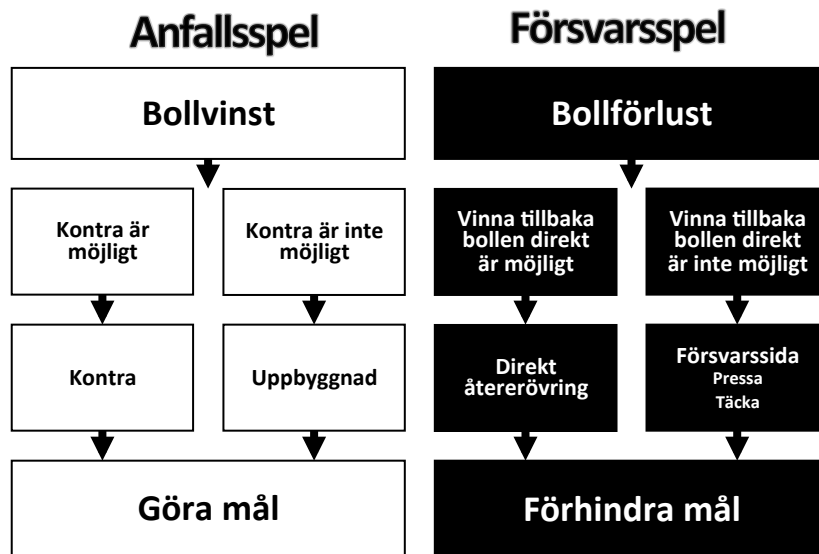 Anfallsspel
Bollvinst
Kontra är
möjligt
Kontra är inte
möjligt
Kontra
Uppbyggnad
Göra mål
Försvarsspel
Bollförlust
Vinna tillbaka
bollen direkt
är möjligt
Vinna tillbaka
bollen direkt
är inte möjligt
Direkt
återerövring
Försvarssida
Pressa
Täcka
Förhindra mål